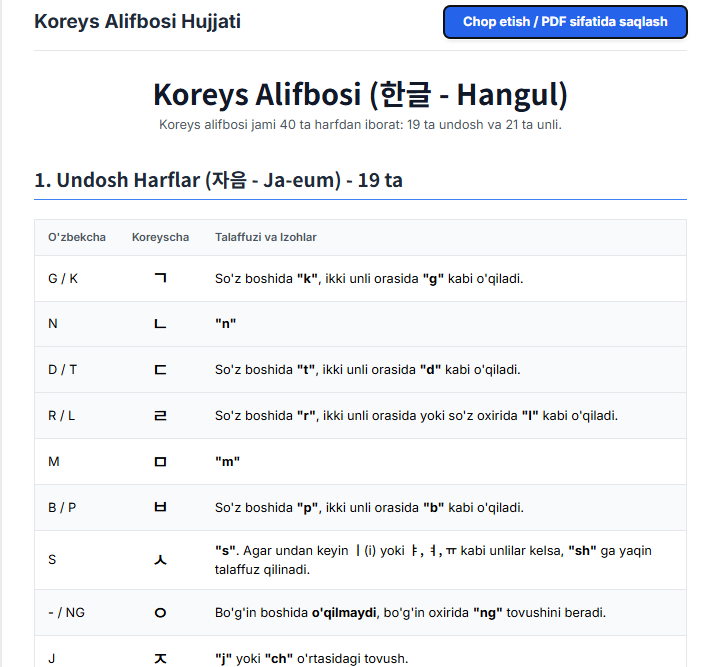 Koreys Alifbosi Hujjati
Chop etish / PDF sifatida saqlash
Koreys Alifbosi (한글 - Hangul)
Koreys alifbosi jami 40 ta harfdan iborat: 19 ta undosh va 21 ta unli.
1. Undosh Harflar (자음 - Ja-eum) - 19 ta
O'zbekcha Koreyscha Talaffuzi va Izohlar
G / K ㄱ So'z boshida "k", ikki unli orasida "g" kabi o'qiladi.
N ㄴ "n"
D / T ㄷ So'z boshida "t", ikki unli orasida "d" kabi o'qiladi.
R / L ㄹ So'z boshida "r", ikki unli orasida yoki so'z oxirida "l" kabi o'qiladi.
M ㅁ "m"
B / P ㅂ So'z boshida "p", ikki unli orasida "b" kabi o'qiladi.
S ㅅ "s". Agar undan keyin ㅣ(i) yoki ㅑ, ㅕ, ㅠ kabi unlilar kelsa, "sh" ga yaqin
talaffuz qilinadi.
- / NG ㅇ Bo'g'in boshida o'qilmaydi, bo'g'in oxirida "ng" tovushini beradi.
J ㅈ "j" yoki "ch" o'rtasidagi tovush.